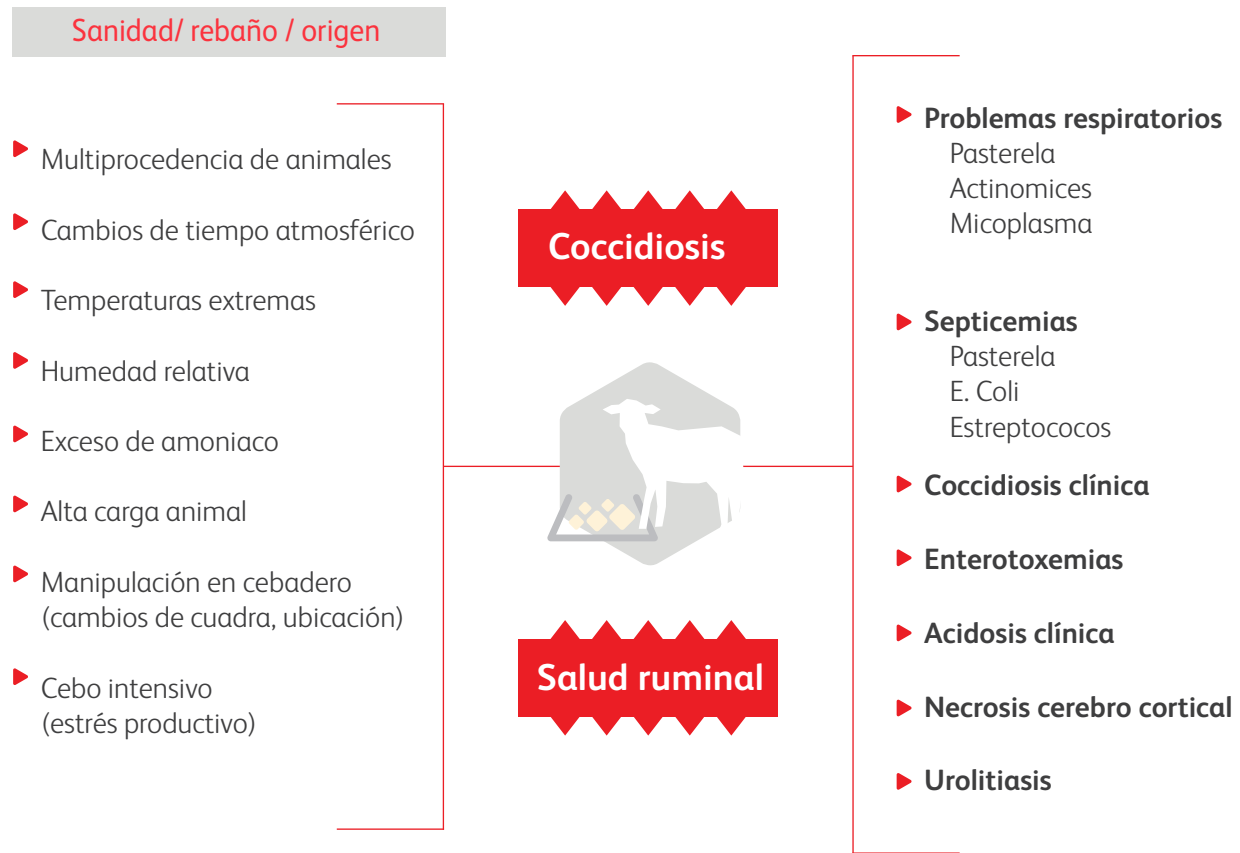 Sanidad/ rebaño / origen
Multiprocedencia de animales
Cambios de tiempo atmosférico
Temperaturas extremas
Humedad relativa
Exceso de amoniaco
Alta carga animal
Manipulación en cebadero
(cambios de cuadra, ubicación)
Cebo intensivo
(estrés productivo)
Coccidiosis
Salud ruminal
Problemas respiratorios
Pasterela
Actinomices
Micoplasma
Septicemias
Pasterela
E. Coli
Estreptococos
Coccidiosis clínica
Enterotoxemias
Acidosis clínica
Necrosis cerebro cortical
Urolitiasis